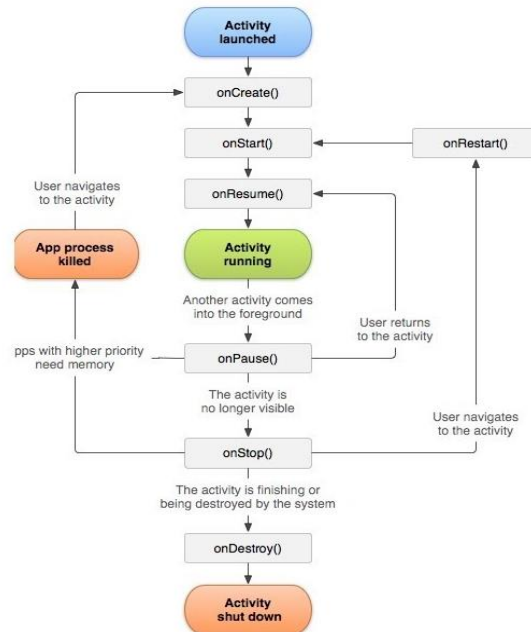 Activity
launched
onCreate()
onStart()
onRestart()
User navigates
to the activity
onResume()
App process
killed
Activity
running
Another activity comes
into the foreground
User returns
to the activity
pps with higher priority
need memory
onPause()
The activity is
no longer visible
User navigates
to the activity
onStop()
The activity is finishing or
being destroyed by the system
onDestroy()
Activity
shut down